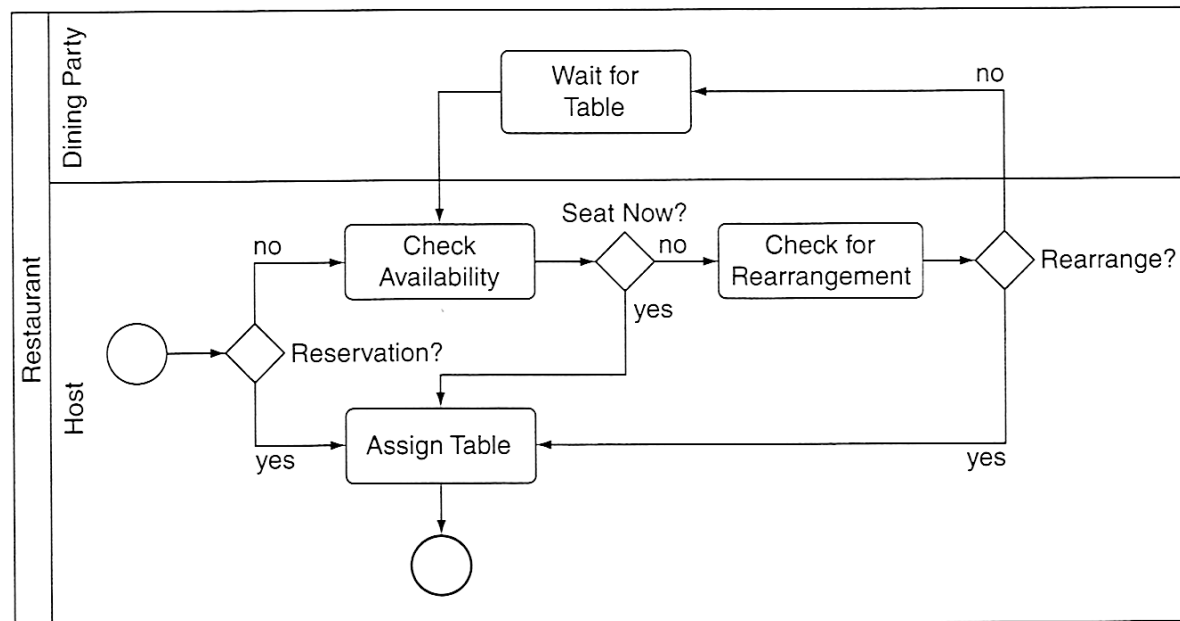 Restaurant
Dining Party
Wait for
Table
no
Host
Seat Now?
no
Check
Availability
no
Check for
Rearrangement
Rearrange?
yes
Reservation?
yes
Assign Table
yes